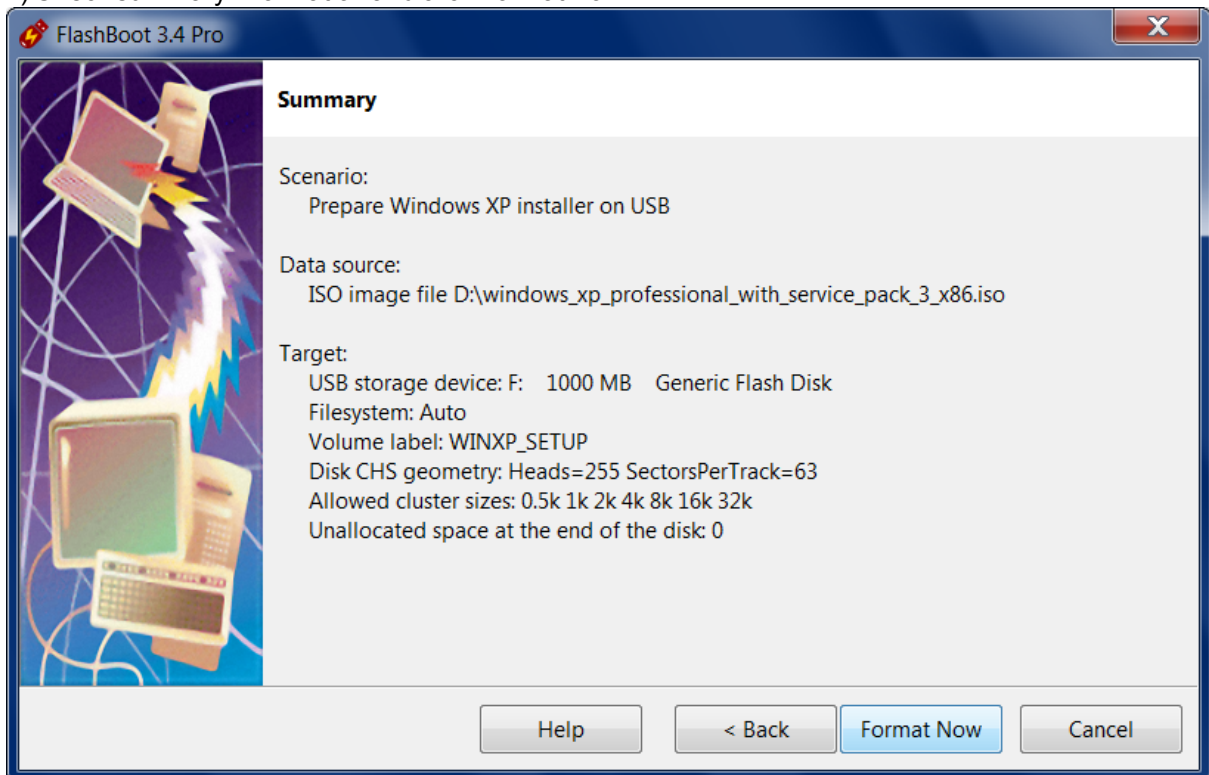 FlashBoot 3.4 Pro
Summary
Scenario:
Prepare Windows XP installer on USB
Data source:
ISO image file D:\windows_xp_professional_with_service_pack_3_x86.iso
Target:
USB storage device: F: 1000 MB Generic Flash Disk
Filesystem: Auto
Volume label: WINXP_SETUP
Disk CHS geometry: Heads=255 SectorsPerTrack=63
Allowed cluster sizes: 0.5k 1k 2k 4k 8k 16k 32k
Unallocated space at the end of the disk: 0
Help
< Back
Format Now
Cancel